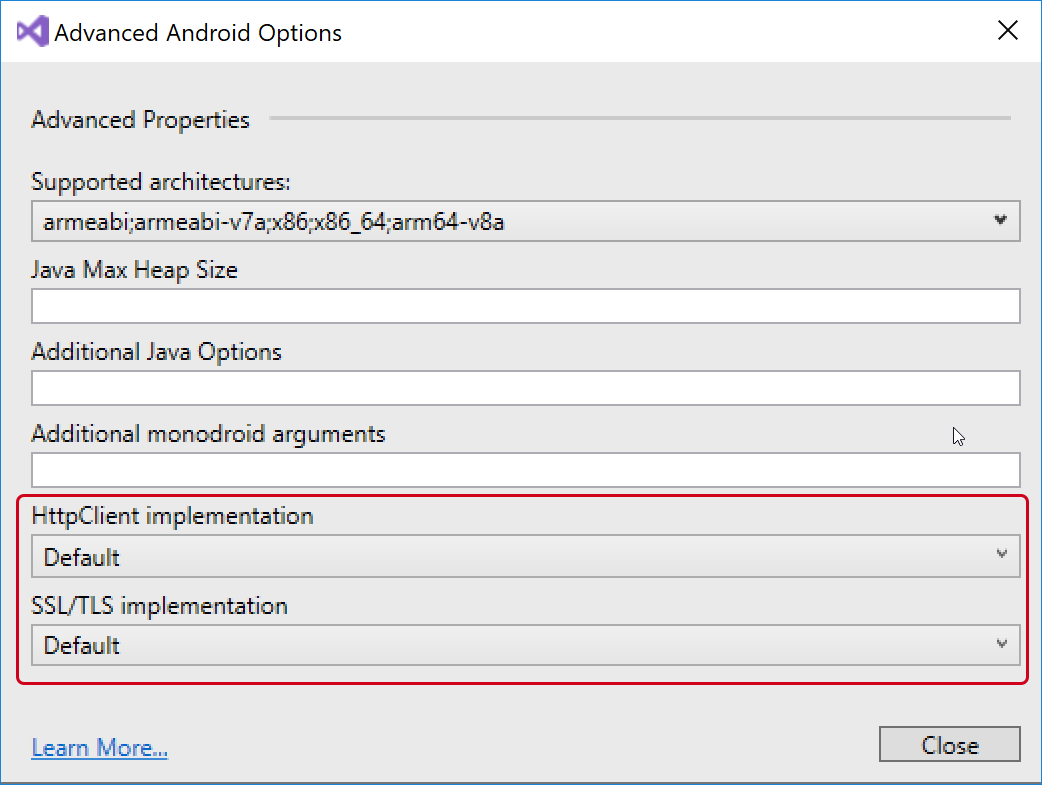 Advanced Android Options
Advanced Properties
Supported architectures:
armeabi;armeabi-v7a;x86;x86_64;arm64-v8a
Java Max Heap Size
Additional Java Options
Additional monodroid arguments
HttpClient implementation
Default
SSL/TLS implementation
Default
Learn More...
Close